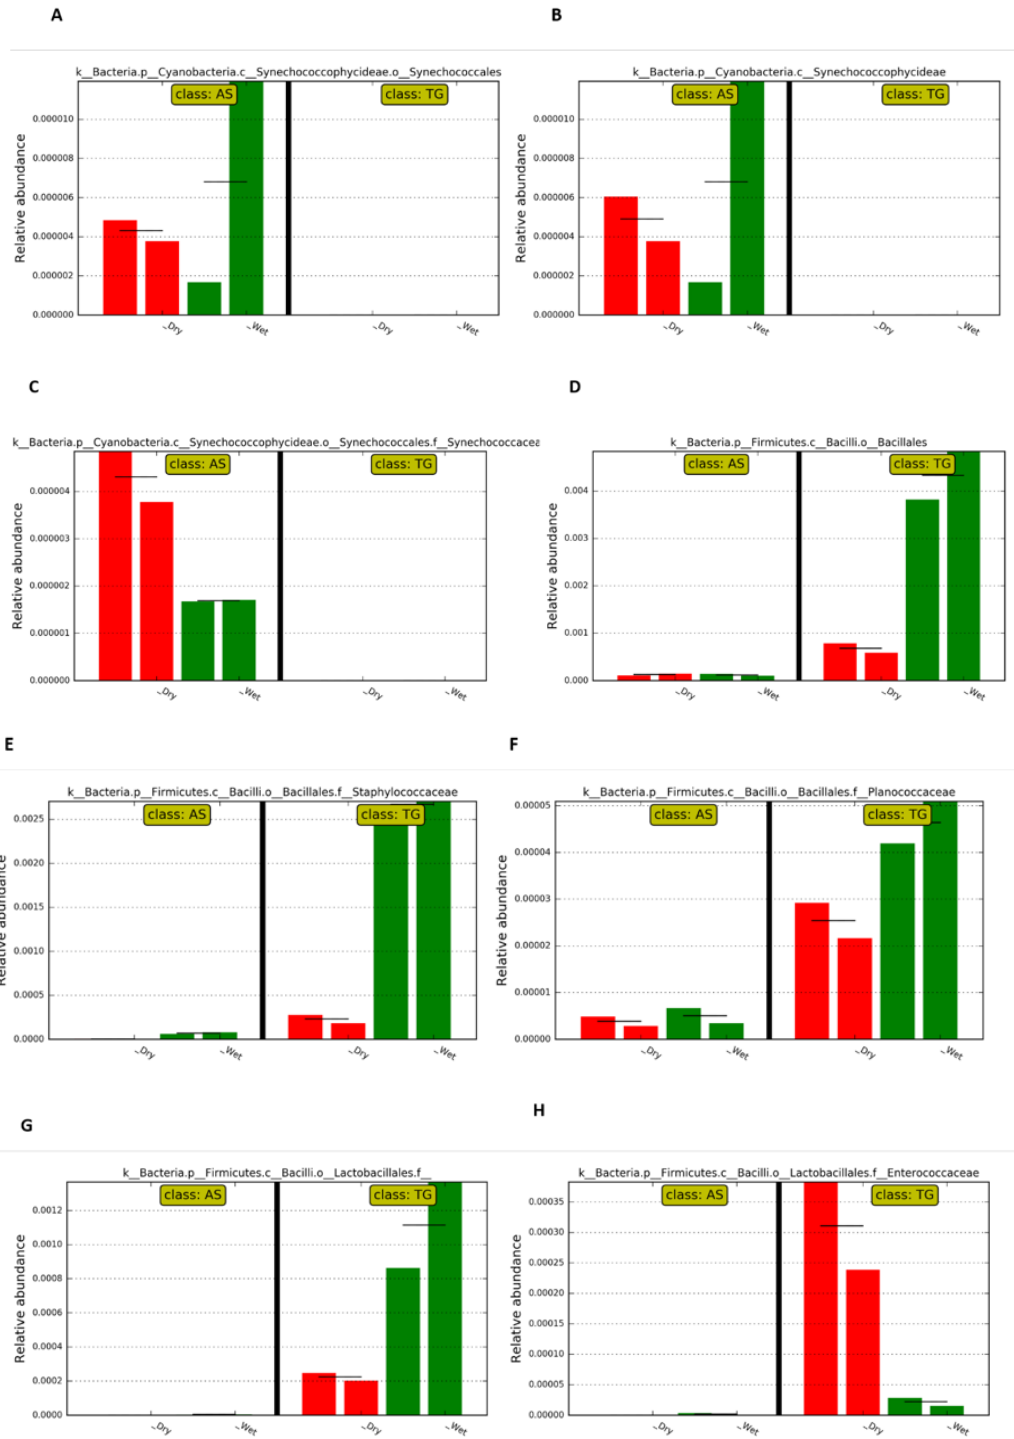 A
B
k__Bacteria.p__Cyanobacteria.c__Synechococcophycideae.o__Synechococcales
k__Bacteria.p__Cyanobacteria.c__Synechococcophycideae
class: AS
class: TG
class: AS
class: TG
Relative abundance
0.000010
0.000008
0.000006
0.000004
0.000002
0.000000
-_Dry
-_Wet
-_Dry
-_Wet
Relative abundance
0.000010
0.000008
0.000006
0.000004
0.000002
0.000000
-_Dry
-_Wet
-_Dry
-_Wet
C
D
k__Bacteria.p__Cyanobacteria.c__Synechococcophycideae.o__Synechococcales.f__Synechococcacea
k__Bacteria.p__Firmicutes.c__Bacilli.o__Bacillales
class: AS
class: TG
class: AS
class: TG
Relative abundance
0.000004
0.000003
0.000002
0.000001
0.000000
-_Dry
-_Wet
-_Dry
-_Wet
Relative abundance
0.004
0.003
0.002
0.001
0.000
-_Dry
-_Wet
-_Dry
-_Wet
E
F
k__Bacteria.p__Firmicutes.c__Bacilli.o__Bacillales.f__Staphylococcaceae
k__Bacteria.p__Firmicutes.c__Bacilli.o__Bacillales.f__Planococcaceae
class: AS
class: TG
class: AS
class: TG
Relative abundance
0.0025
0.0020
0.0015
0.0010
0.0005
0.0000
-_Dry
-_Wet
-_Dry
-_Wet
Relative abundance
0.00005
0.00004
0.00003
0.00002
0.00001
0.00000
-_Dry
-_Wet
-_Dry
-_Wet
G
H
k__Bacteria.p__Firmicutes.c__Bacilli.o__Lactobacillales.f__
k__Bacteria.p__Firmicutes.c__Bacilli.o__Lactobacillales.f__Enterococcaceae
class: AS
class: TG
class: AS
class: TG
Relative abundance
0.0012
0.0010
0.0008
0.0006
0.0004
0.0002
0.0000
-_Dry
-_Wet
-_Dry
-_Wet
Relative abundance
0.00035
0.00030
0.00025
0.00020
0.00015
0.00010
0.00005
0.00000
-_Dry
-_Wet
-_Dry
-_Wet